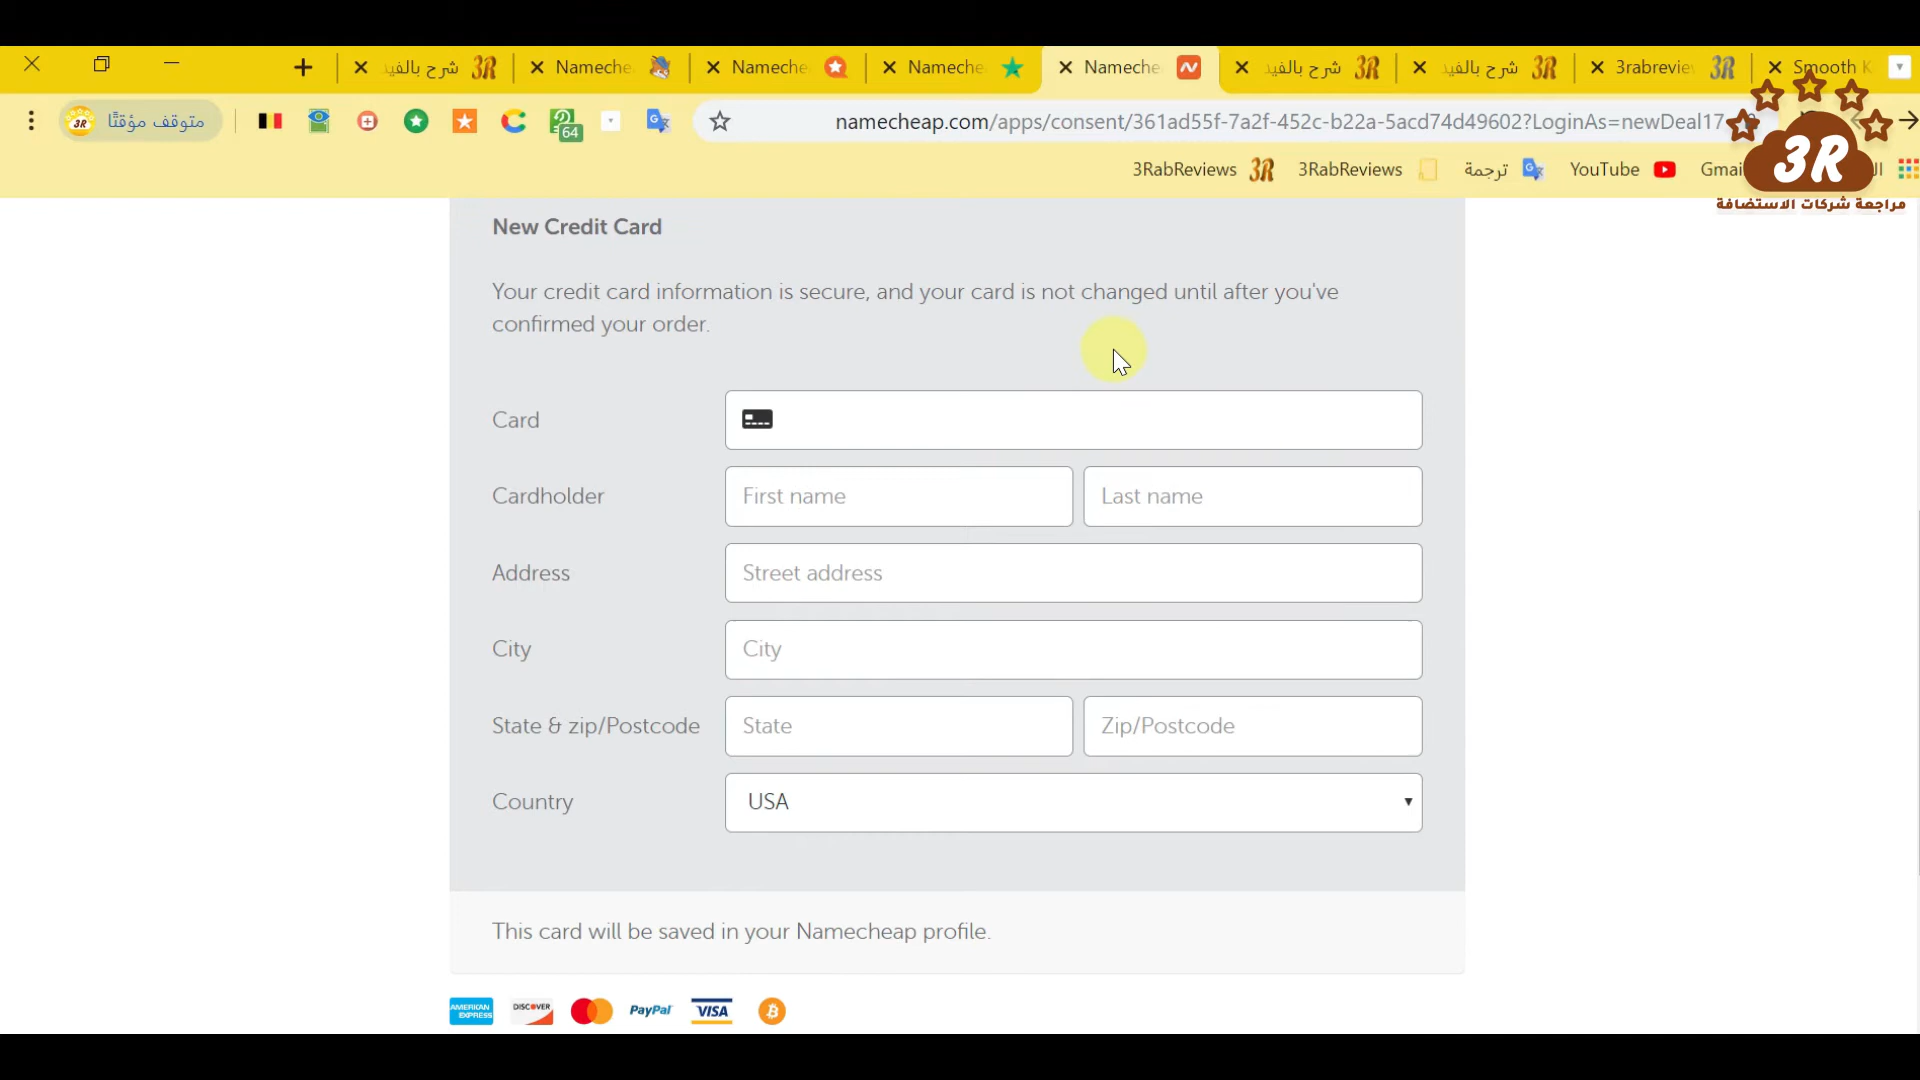 شرح بالفيد
Nameche
Nameche
Nameche
Nameche
شرح بالفيد
شرح بالفيد
3rabrevie
Smooth K
متوقف مؤقتًا
64
namecheap.com/apps/consent/361ad55f-7a2f-452c-b22a-5acd74d49602?LoginAs=newDeal17
3RabReviews
3RabReviews
ترجمة
YouTube
Gmai
3R
مراجعة شركات الاستضافة
New Credit Card
Your credit card information is secure, and your card is not changed until after you've
confirmed your order.
Card
Cardholder First name Last name
Address Street address
City City
State & zip/Postcode State Zip/Postcode
Country USA
This card will be saved in your Namecheap profile.
AMERICAN EXPRESS DISCOVER PayPal VISA